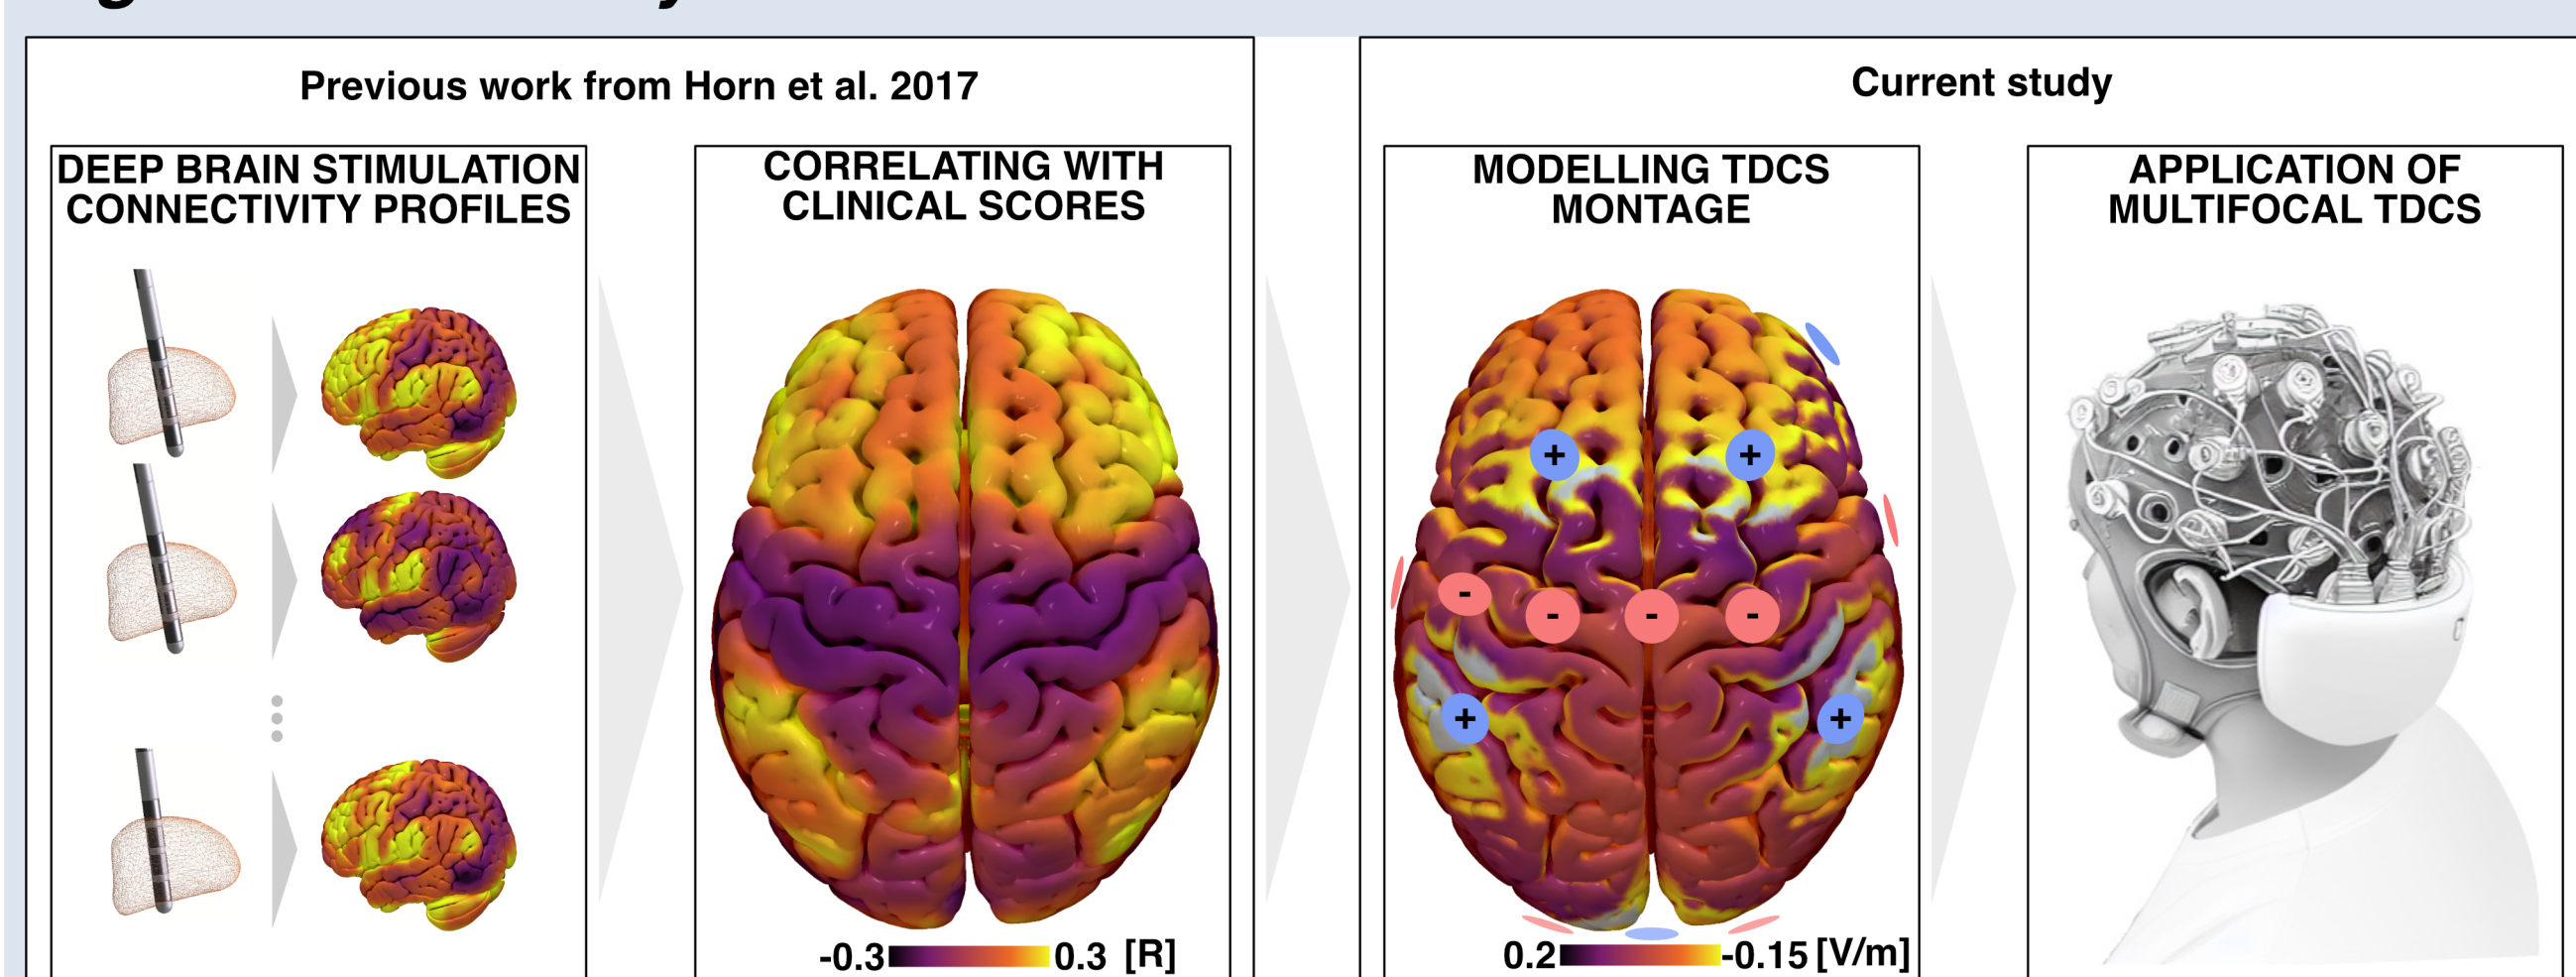 Previous work from Horn et al. 2017
Current study
DEEP BRAIN STIMULATION
CONNECTIVITY PROFILES
CORRELATING WITH
CLINICAL SCORES
MODELLING TDCS
MONTAGE
APPLICATION OF
MULTIFOCAL TDCS
+ +
- - - -
+ +
-0.3 0.3 [R]
0.2 -0.15 [V/m]